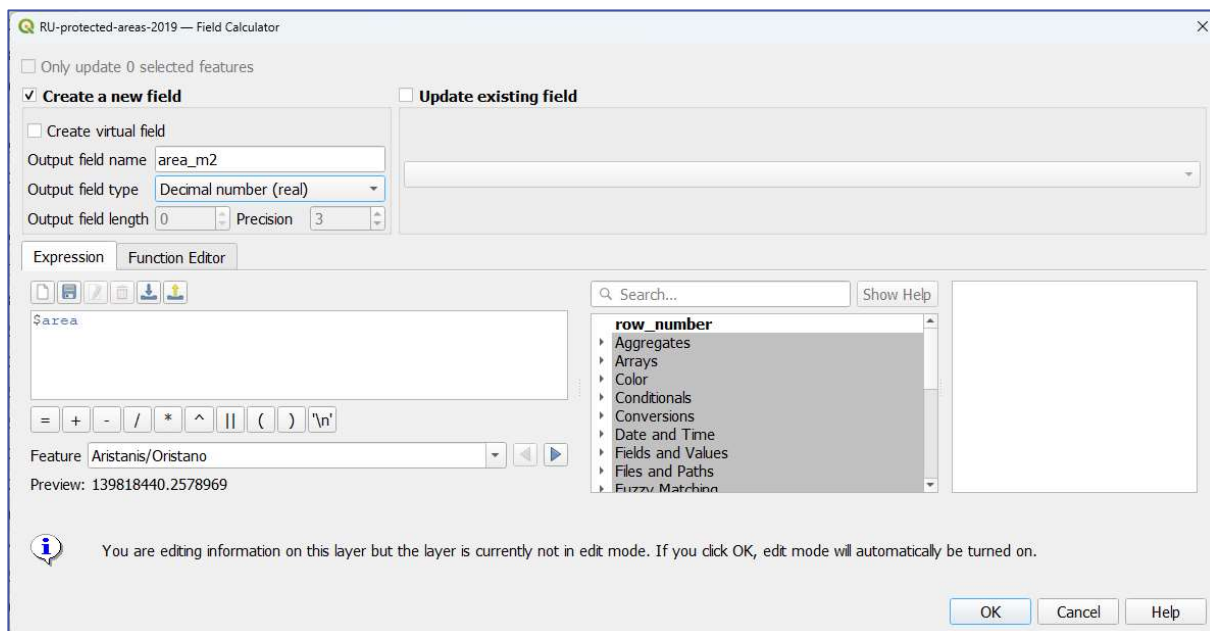 RU-protected-areas-2019 — Field Calculator
Only update 0 selected features
Create a new field
Update existing field
Create virtual field
Output field name area_m2
Output field type Decimal number (real)
Output field length 0 Precision 3
Expression Function Editor
Search... Show Help
$area
row_number
Aggregates
Arrays
Color
Conditionals
Conversions
Date and Time
Fields and Values
Files and Paths
Fuzzy Matching
= + - / * ^ || ( ) '\n'
Feature Aristanis/Oristano
Preview: 139818440.2578969
You are editing information on this layer but the layer is currently not in edit mode. If you click OK, edit mode will automatically be turned on.
OK Cancel Help